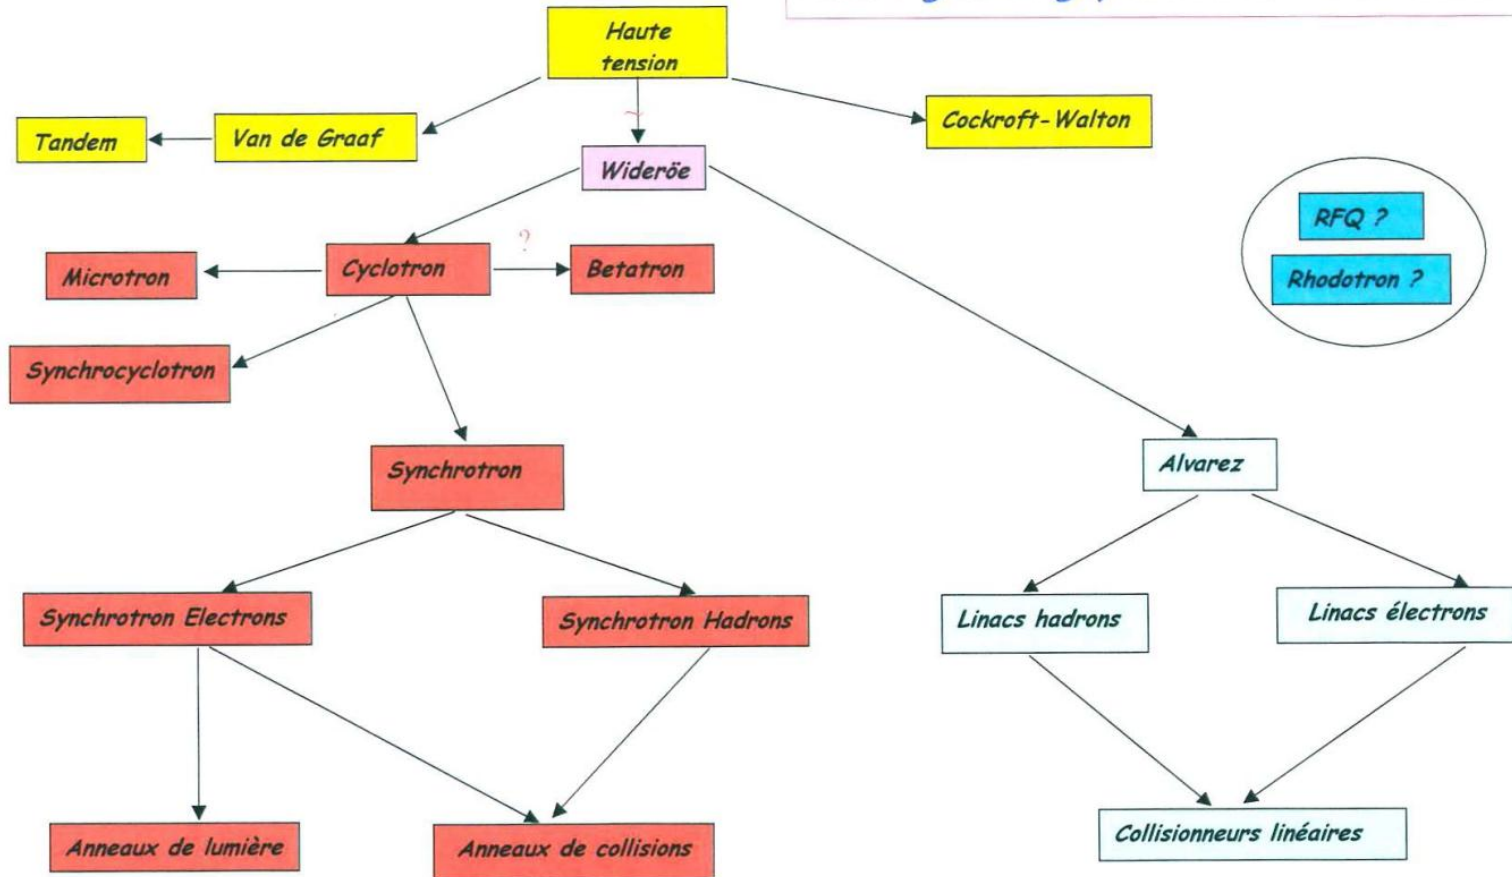 Haute
tension
~
Tandem
Van de Graaf
Cockroft-Walton
Wideröe
RFQ ?
Rhodotron ?
?
Microtron
Cyclotron
Betatron
Synchrocyclotron
Synchrotron
Alvarez
Synchrotron Electrons
Synchrotron Hadrons
Linacs hadrons
Linacs électrons
Anneaux de lumière
Anneaux de collisions
Collisionneurs linéaires